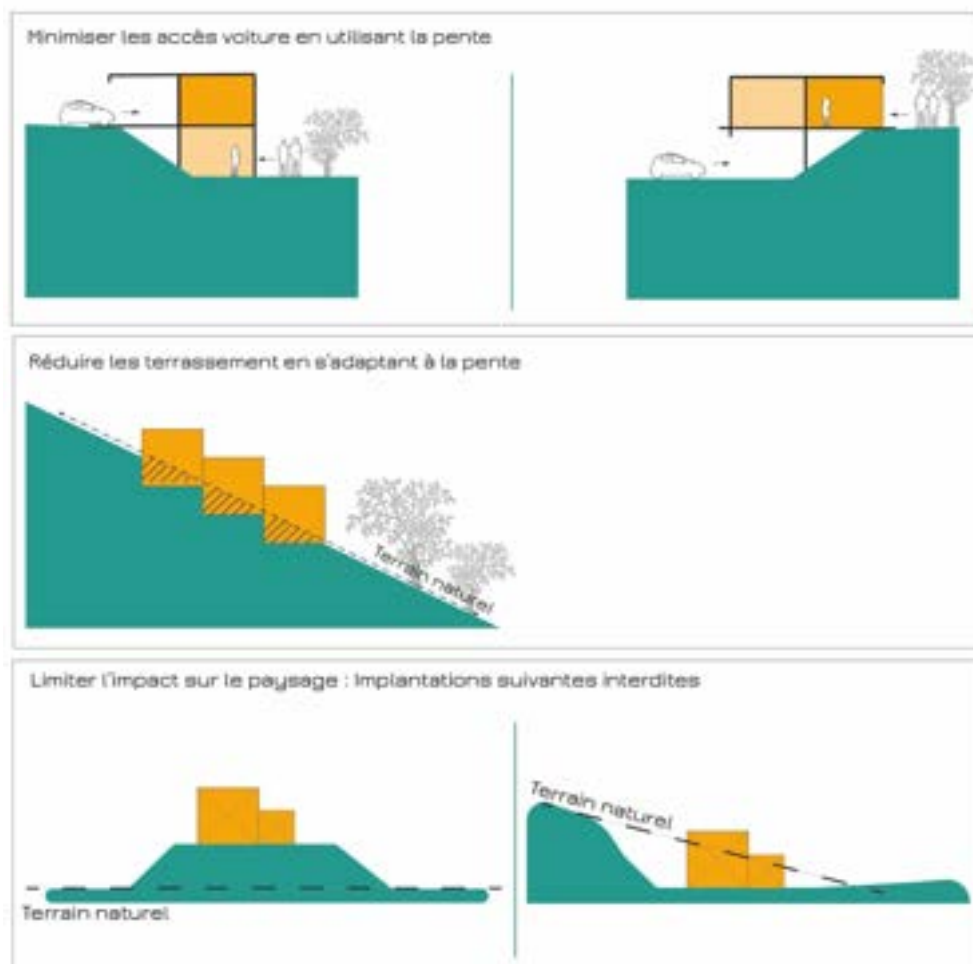 Minimiser les accès voiture en utilisant la pente
Réduire les terrassement en s'adaptant à la pente
Terrain naturel
Limiter l'impact sur le paysage : Implantations suivantes interdites
Terrain naturel
Terrain naturel